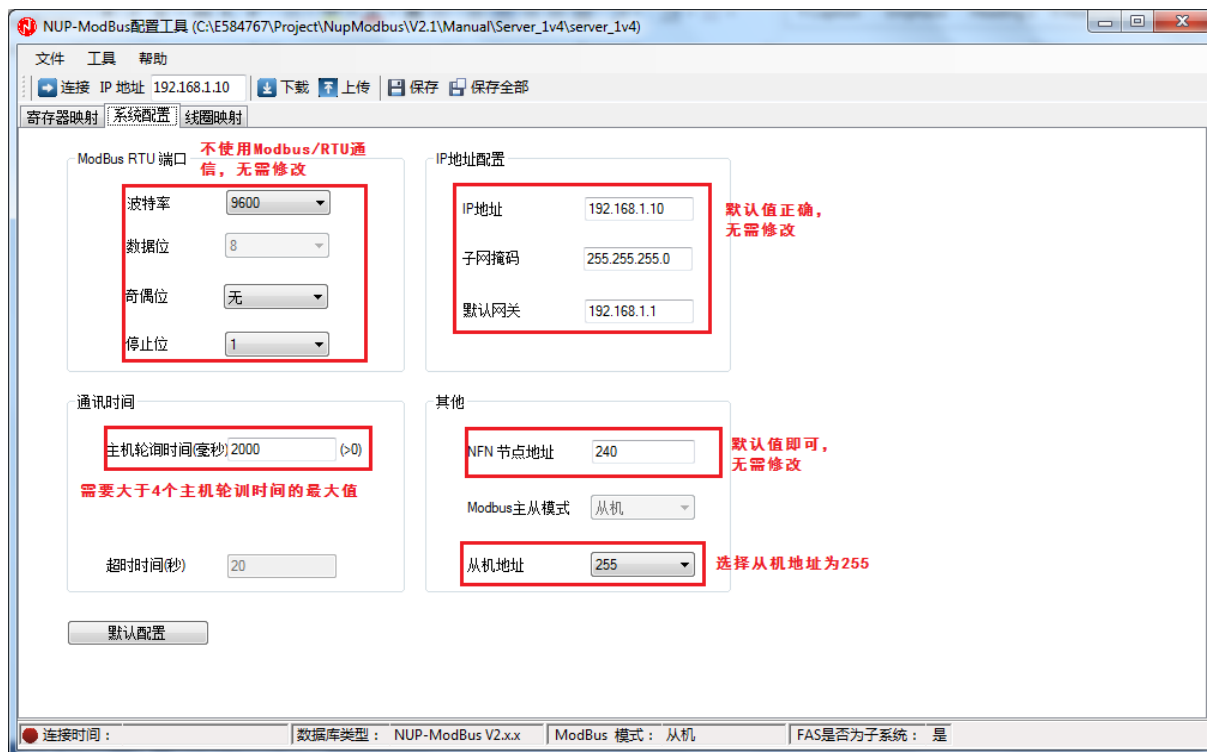 NUP-ModBus配置工具 (C:\E584767\Project\NupModbus\V2.1\Manual\Server_1v4\server_1v4)
文件 工具 帮助
连接 IP 地址 192.168.1.10 下载 上传 保存 保存全部
寄存器映射 系统配置 线圈映射
ModBus RTU 端口
不使用Modbus/RTU通
信，无需修改
波特率 9600
数据位 8
奇偶位 无
停止位 1
IP地址配置
IP地址 192.168.1.10
子网掩码 255.255.255.0
默认网关 192.168.1.1
默认值正确，
无需修改
通讯时间
主机轮询时间(毫秒) 2000 (>0)
需要大于4个主机轮训时间的最大值
超时时间(秒) 20
其他
NFN 节点地址 240
默认值即可，
无需修改
Modbus主从模式 从机
从机地址 255
选择从机地址为255
默认配置
连接时间： 数据库类型： NUP-ModBus V2.x.x ModBus 模式： 从机 FAS是否为子系统： 是